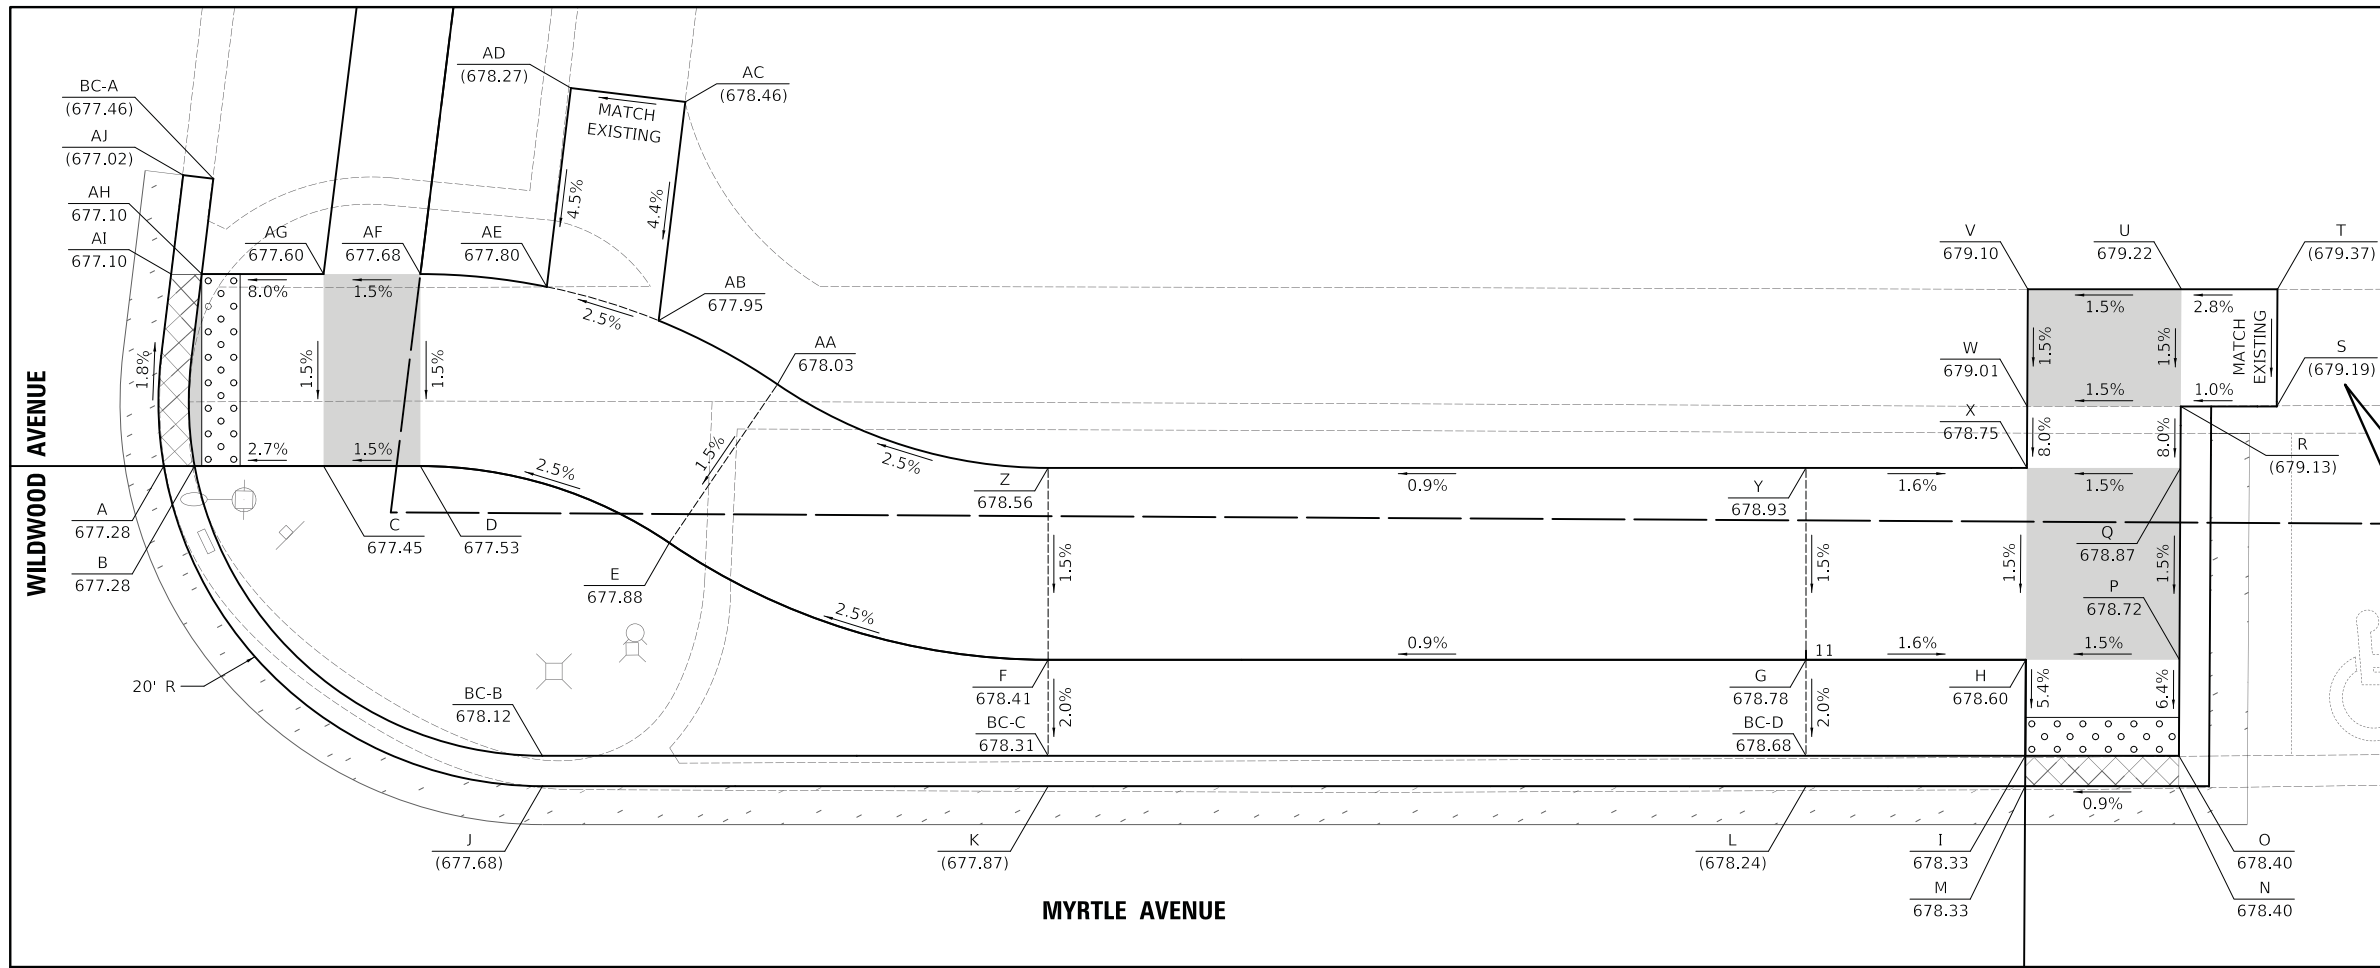 AD
(678.27)
AC
(678.46)
BC-A
(677.46)
MATCH
EXISTING
AJ
(677.02)
4.5%
4.4%
AH
677.10
AG
677.60
AF
677.68
AE
677.80
AI
677.10
AB
677.95
8.0%
1.5%
2.5%
V
679.10
U
679.22
T
(679.37)
1.5%
2.8%
1.5%
1.5%
MATCH
EXISTING
AA
678.03
W
679.01
S
(679.19)
1.8%
1.5%
1.5%
1.5%
1.0%
X
678.75
8.0%
8.0%
R
(679.13)
2.7%
1.5%
2.5%
1.5%
2.5%
Z
678.56
0.9%
Y
678.93
1.6%
1.5%
WILDWOOD AVENUE
A
677.28
B
677.28
C
677.45
D
677.53
E
677.88
1.5%
1.5%
1.5%
Q
678.87
1.5%
P
678.72
2.5%
0.9%
11
1.6%
1.5%
20' R
BC-B
678.12
F
678.41
BC-C
678.31
2.0%
G
678.78
BC-D
678.68
2.0%
H
678.60
5.4%
6.4%
0.9%
J
(677.68)
K
(677.87)
L
(678.24)
I
678.33
M
678.33
O
678.40
N
678.40
MYRTLE AVENUE